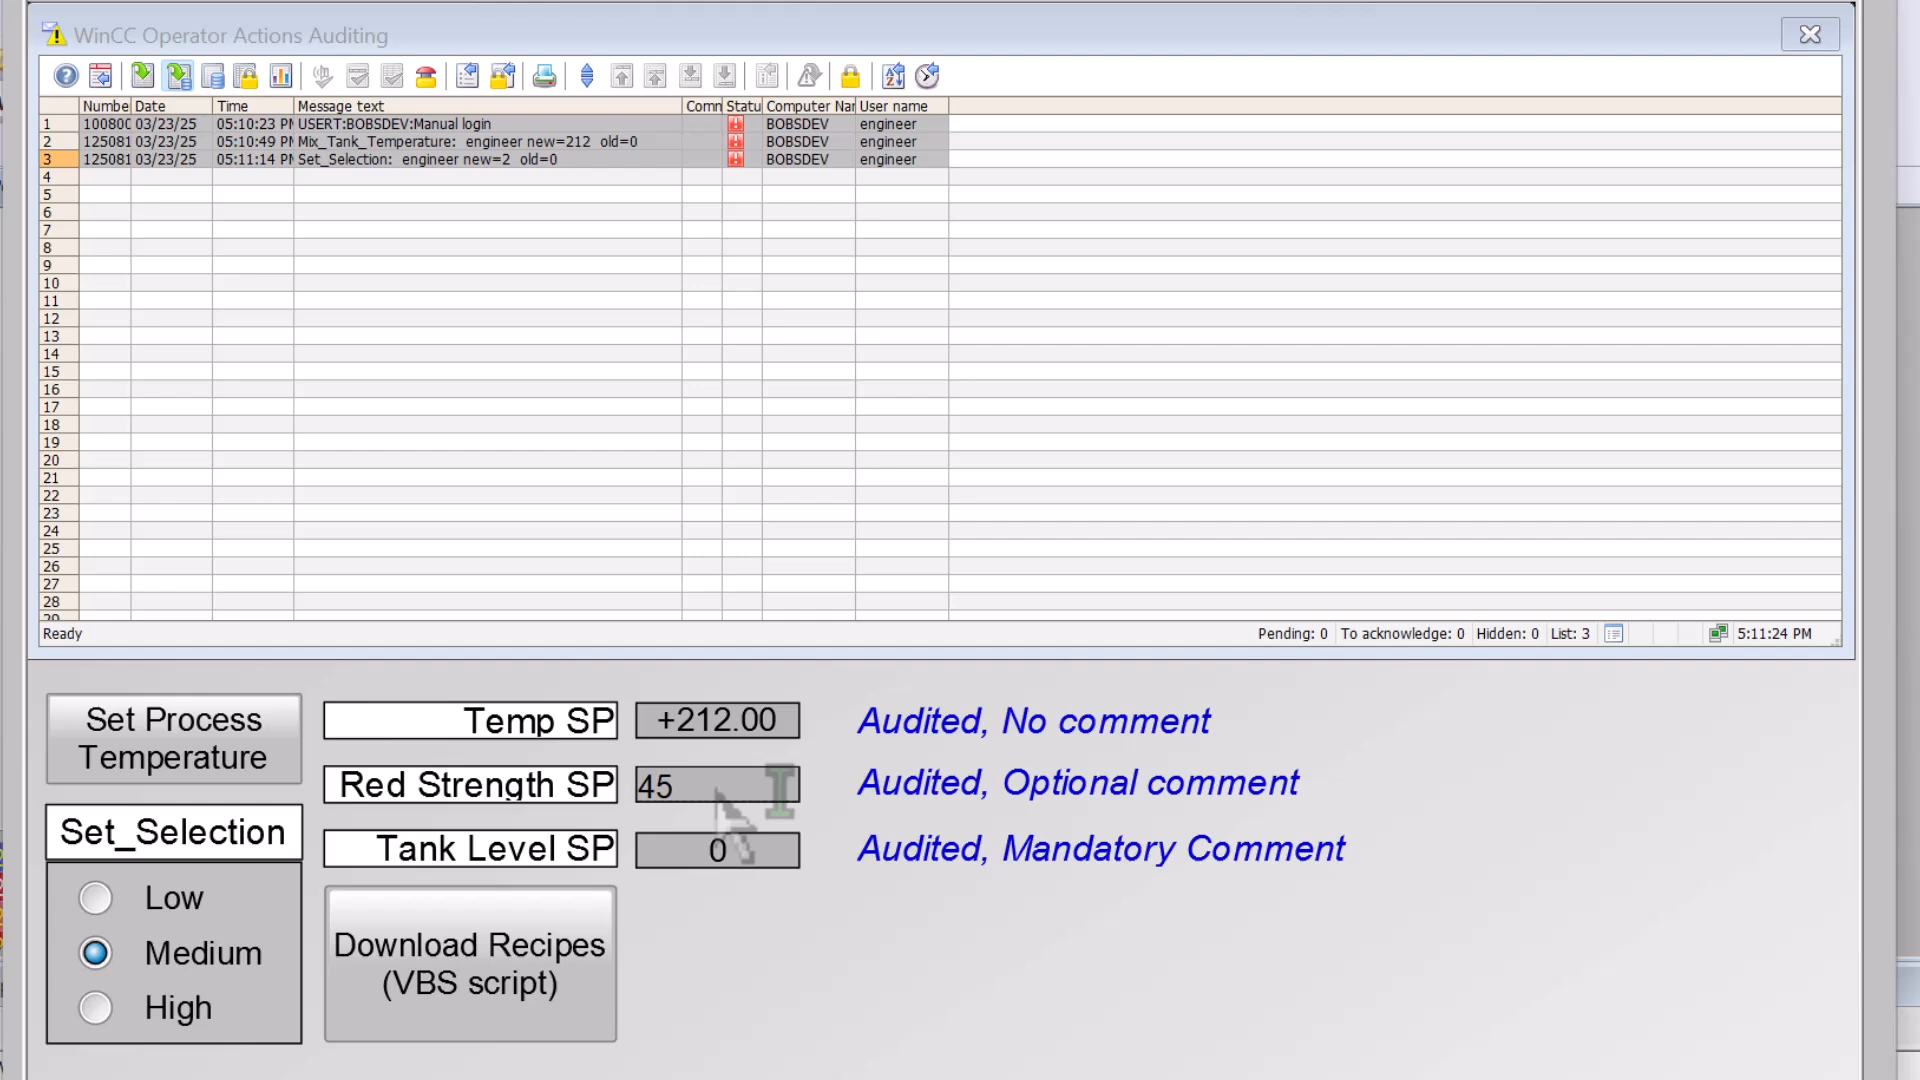 WinCC Operator Actions Auditing
Numbe Date Time Message text Comn Statu Computer Nar User name
1 100800 03/23/25 05:10:23 PM USERT:BOBSDEV:Manual login BOBSDEV engineer
2 125081 03/23/25 05:10:49 PM Mix_Tank_Temperature: engineer new=212 old=0 BOBSDEV engineer
3 125081 03/23/25 05:11:14 PM Set_Selection: engineer new=2 old=0 BOBSDEV engineer
4
5
6
7
8
9
10
11
12
13
14
15
16
17
18
19
20
21
22
23
24
25
26
27
28
29
Ready Pending: 0 To acknowledge: 0 Hidden: 0 List: 3 5:11:24 PM
Set Process
Temperature
Temp SP +212.00 Audited, No comment
Red Strength SP 45 Audited, Optional comment
Tank Level SP 0 Audited, Mandatory Comment
Set_Selection
Low
Medium
High
Download Recipes
(VBS script)